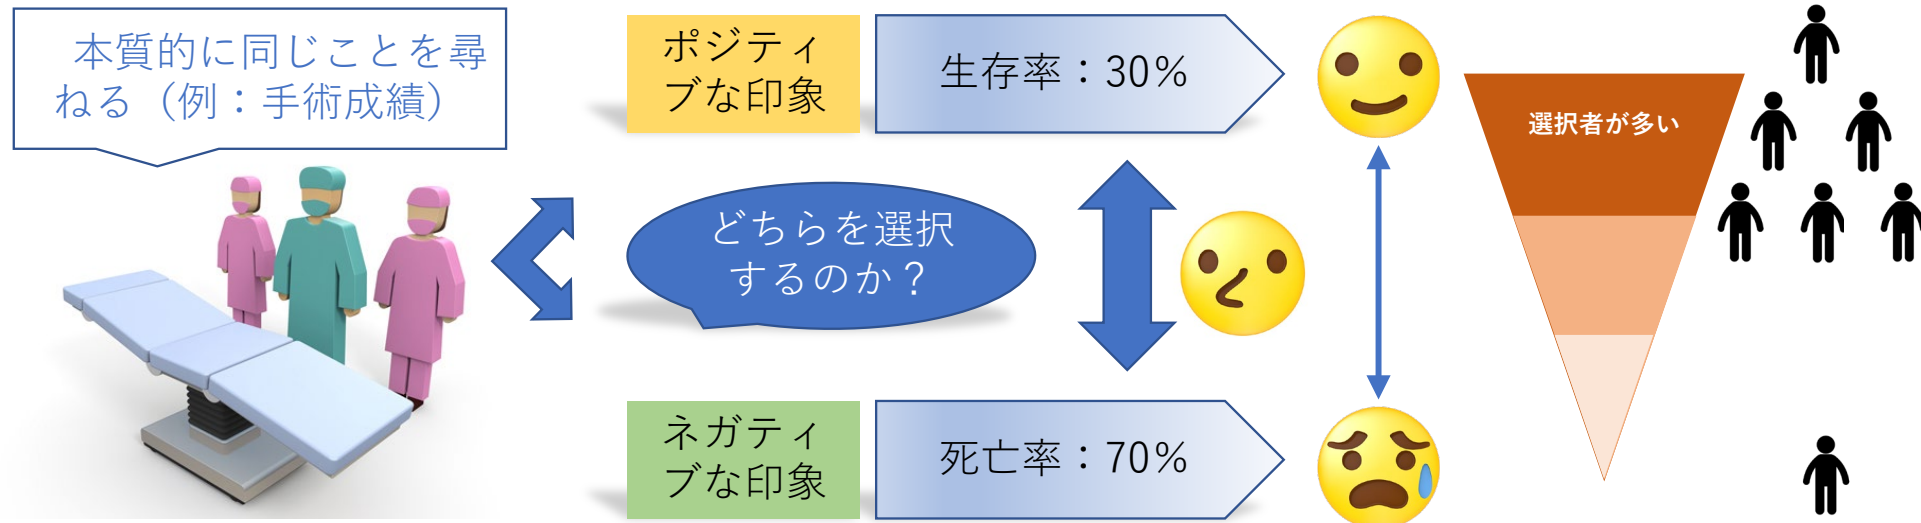 本質的に同じことを尋
ねる（例：手術成績）
ポジティ
ブな印象
生存率：30％
選択者が多い
どちらを選択
するのか？
ネガティ
ブな印象
死亡率：70％